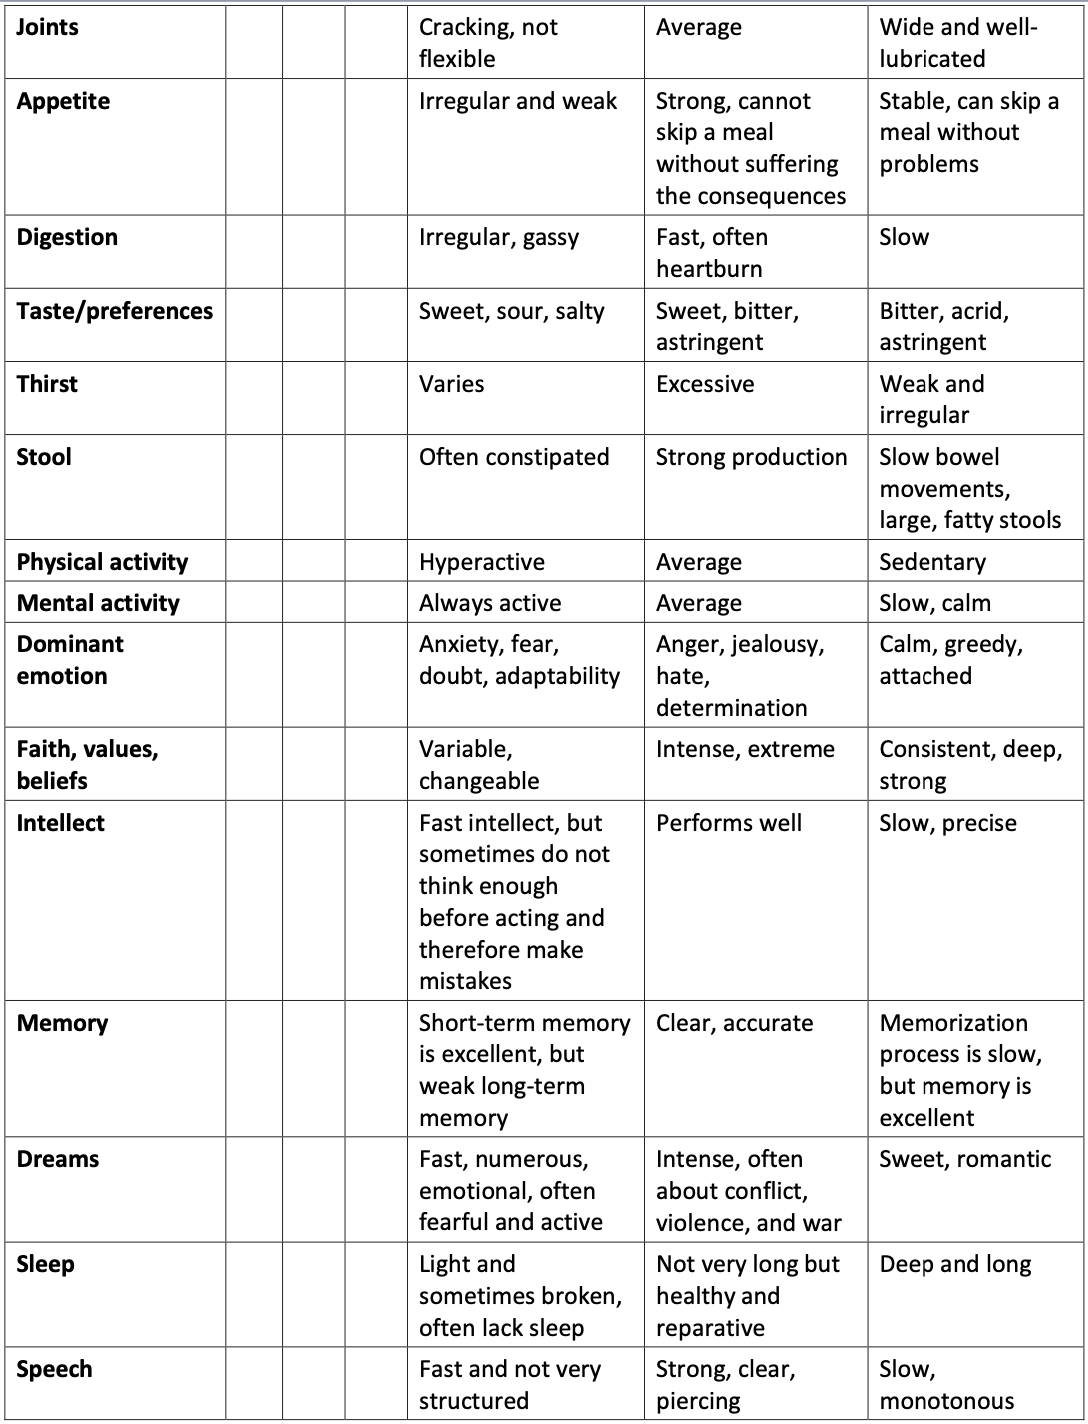 Joints
Cracking, not
flexible
Average
Wide and well-
lubricated
Appetite
Irregular and weak
Strong, cannot
skip a meal
without suffering
the consequences
Stable, can skip a
meal without
problems
Digestion
Irregular, gassy
Fast, often
heartburn
Slow
Taste/preferences
Sweet, sour, salty
Sweet, bitter,
astringent
Bitter, acrid,
astringent
Thirst
Varies
Excessive
Weak and
irregular
Stool
Often constipated
Strong production
Slow bowel
movements,
large, fatty stools
Physical activity
Hyperactive
Average
Sedentary
Mental activity
Always active
Average
Slow, calm
Dominant
emotion
Anxiety, fear,
doubt, adaptability
Anger, jealousy,
hate,
determination
Calm, greedy,
attached
Faith, values,
beliefs
Variable,
changeable
Intense, extreme
Consistent, deep,
strong
Intellect
Fast intellect, but
sometimes do not
think enough
before acting and
therefore make
mistakes
Performs well
Slow, precise
Memory
Short-term memory
is excellent, but
weak long-term
memory
Clear, accurate
Memorization
process is slow,
but memory is
excellent
Dreams
Fast, numerous,
emotional, often
fearful and active
Intense, often
about conflict,
violence, and war
Sweet, romantic
Sleep
Light and
sometimes broken,
often lack sleep
Not very long but
healthy and
reparative
Deep and long
Speech
Fast and not very
structured
Strong, clear,
piercing
Slow,
monotonous